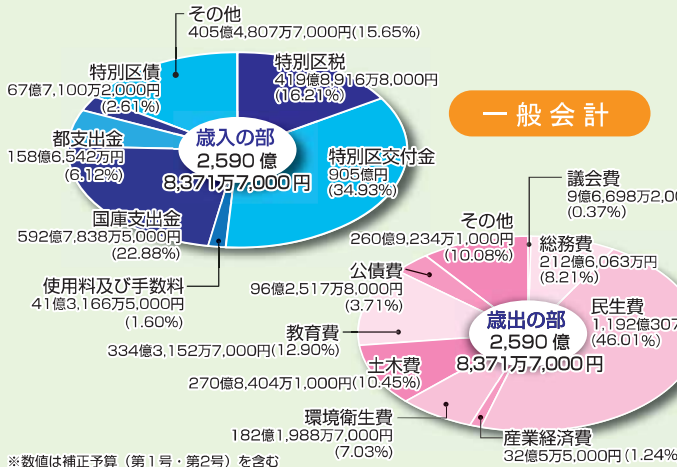 一般会計
歳入の部
2,590億
8,371万7,000円
特別区税
419億8,916万8,000円
(16.21%)
特別区交付金
905億円
(34.93%)
使用料及び手数料
41億3,166万5,000円
(1.60%)
国庫支出金
592億7,838万5,000円
(22.88%)
都支出金
158億6,542万円
(6.12%)
特別区債
67億7,100万2,000円
(2.61%)
その他
405億4,807万7,000円(15.65%)
歳出の部
2,590億
8,371万7,000円
議会費
9億6,698万2,00
(0.37%)
総務費
212億6,063万円
(8.21%)
民生費
1,192億307
(46.01%)
産業経済費
32億5万5,000円(1.24%
環境衛生費
182億1,988万7,000円
(7.03%)
土木費
270億8,404万1,000円(10.45%)
教育費
334億3,152万7,000円(12.90%)
公債費
96億2,517万8,000円
(3.71%)
その他
260億9,234万1,000円
(10.08%)
※数値は補正予算(第1号・第2号)を含む